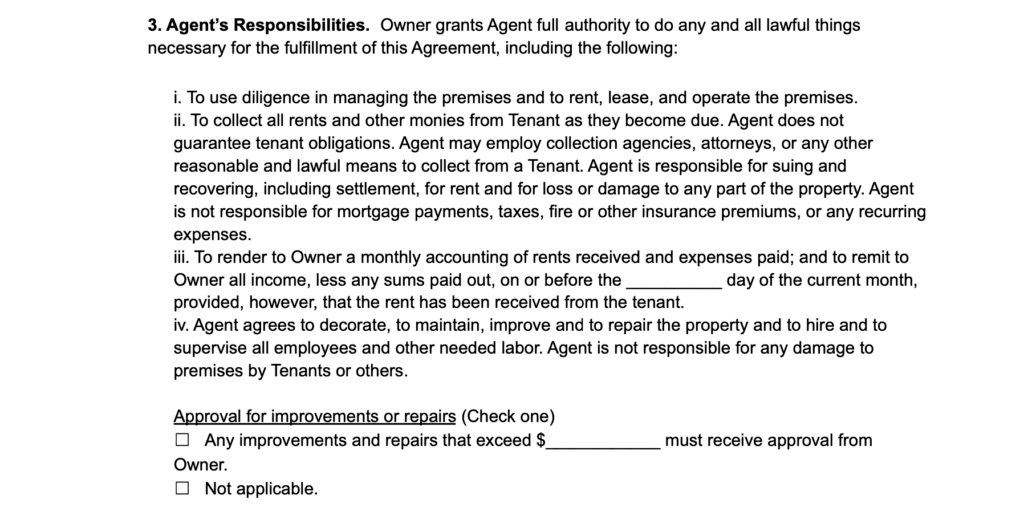 3. Agent’s Responsibilities.  Owner grants Agent full authority to do any and all lawful things
necessary for the fulfillment of this Agreement, including the following:
i. To use diligence in managing the premises and to rent, lease, and operate the premises.
ii. To collect all rents and other monies from Tenant as they become due. Agent does not
guarantee tenant obligations. Agent may employ collection agencies, attorneys, or any other
reasonable and lawful means to collect from a Tenant. Agent is responsible for suing and
recovering, including settlement, for rent and for loss or damage to any part of the property. Agent
is not responsible for mortgage payments, taxes, fire or other insurance premiums, or any recurring
expenses.
iii. To render to Owner a monthly accounting of rents received and expenses paid; and to remit to
Owner all income, less any sums paid out, on or before the __________ day of the current month,
provided, however, that the rent has been received from the tenant.
iv. Agent agrees to decorate, to maintain, improve and to repair the property and to hire and to
supervise all employees and other needed labor. Agent is not responsible for any damage to
premises by Tenants or others.
Approval for improvements or repairs (Check one)
☐ Any improvements and repairs that exceed $____________ must receive approval from
Owner.
☐ Not applicable.